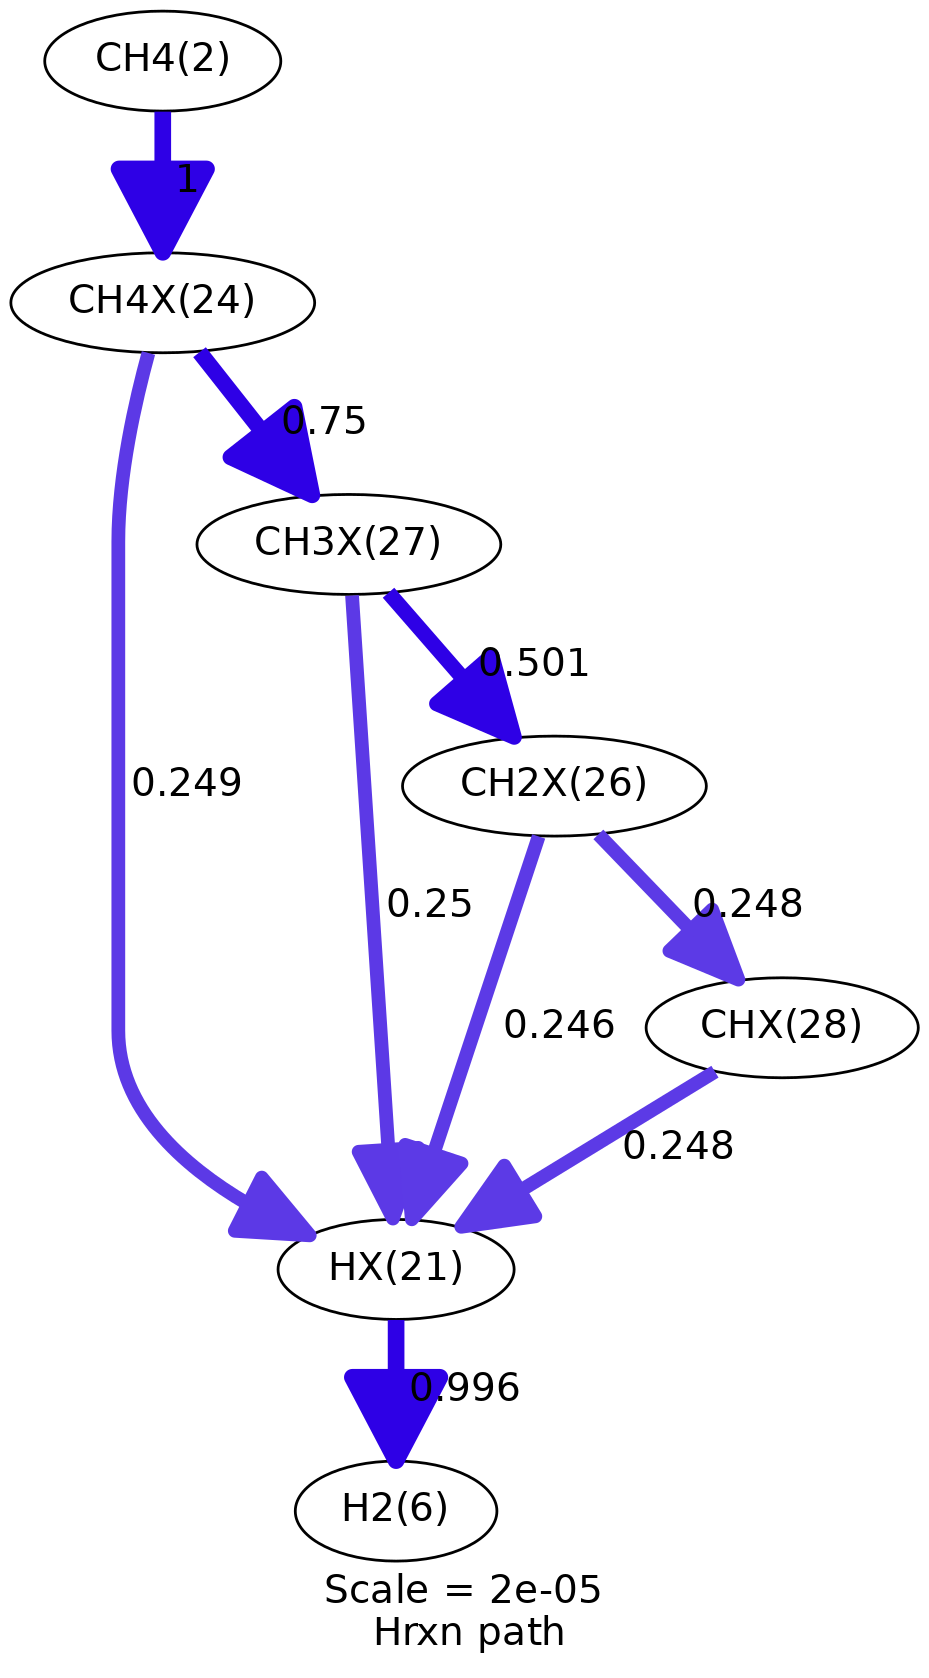 CH4(2)
1
CH4X(24)
0.75
CH3X(27)
0.501
0.249
CH2X(26)
0.25
0.248
0.246
CHX(28)
0.248
HX(21)
0.996
H2(6)
Scale = 2e-05
Hrxn path